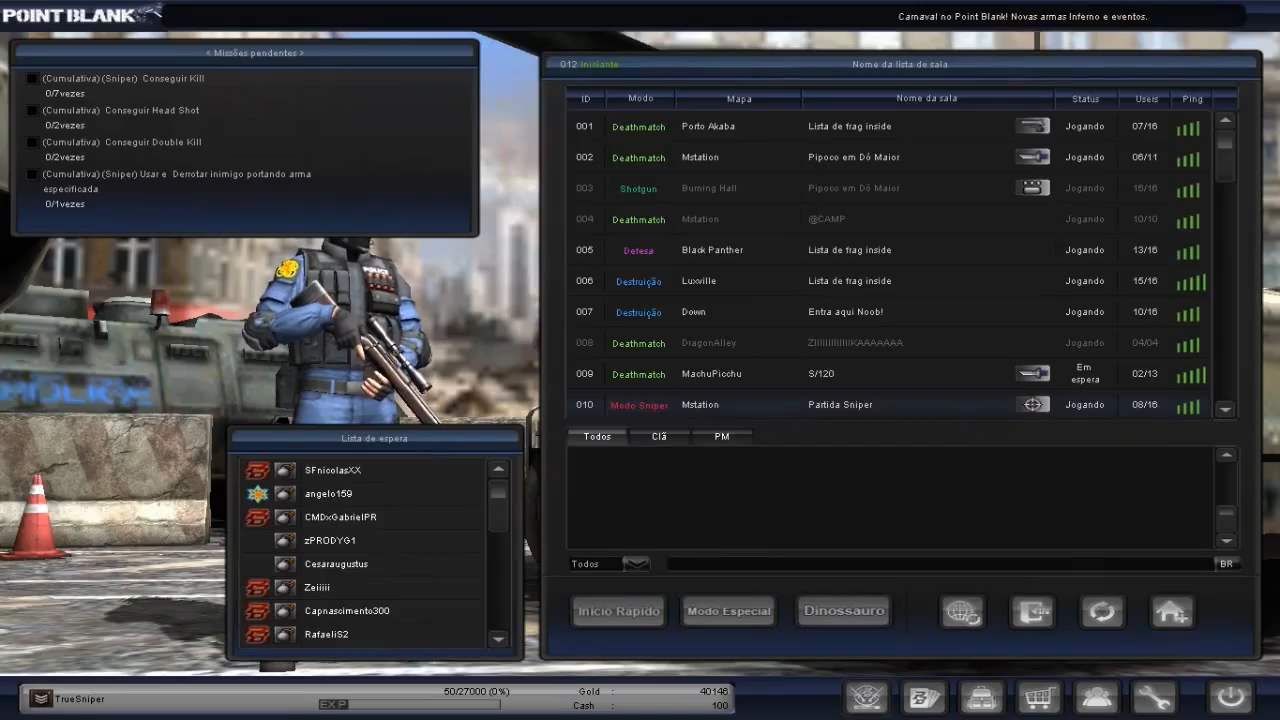 POINT BLANK
Carnaval no Point Blank! Novas armas Inferno e eventos.
< Missões pendentes >
(Cumulativa) (Sniper) Conseguir Kill
0/7vezes
(Cumulativa) Conseguir Head Shot
0/2vezes
(Cumulativa) Conseguir Double Kill
0/2vezes
(Cumulativa) (Sniper) Usar e Derrotar inimigo portando arma
especificada
0/1vezes
012 Iniciante Nome da lista de sala
ID Modo Mapa Nome da sala Status Users Ping
001 Deathmatch Porto Akaba Lista de frag inside Jogando 07/16
002 Deathmatch Mstation Pipoco em Dó Maior Jogando 06/11
003 Shotgun Burning Hall Pipoco em Dó Maior Jogando 16/16
004 Deathmatch Mstation @CAMP Jogando 10/10
005 Defesa Black Panther Lista de frag inside Jogando 13/16
006 Destruição Luxville Lista de frag inside Jogando 15/16
007 Destruição Down Entra aqui Noob! Jogando 10/16
008 Deathmatch DragonAlley Jogando 04/04
009 Deathmatch MachuPicchu S/120 Em espera 02/13
010 Modo Sniper Mstation Partida Sniper Jogando 08/16
Todos Clã PM
Todos BR
Início Rápido Modo Especial Dinossauro
POLICE
POLICE
Lista de espera
SFnicolasXX
angelo159
CMDxGabrielPR
zPRODYG1
Cesaraugustus
Zeiiiii
Capnascimento300
RafaeliS2
TrueSniper
50/27000 (0%)
EXP
Gold : 40146
Cash : 100